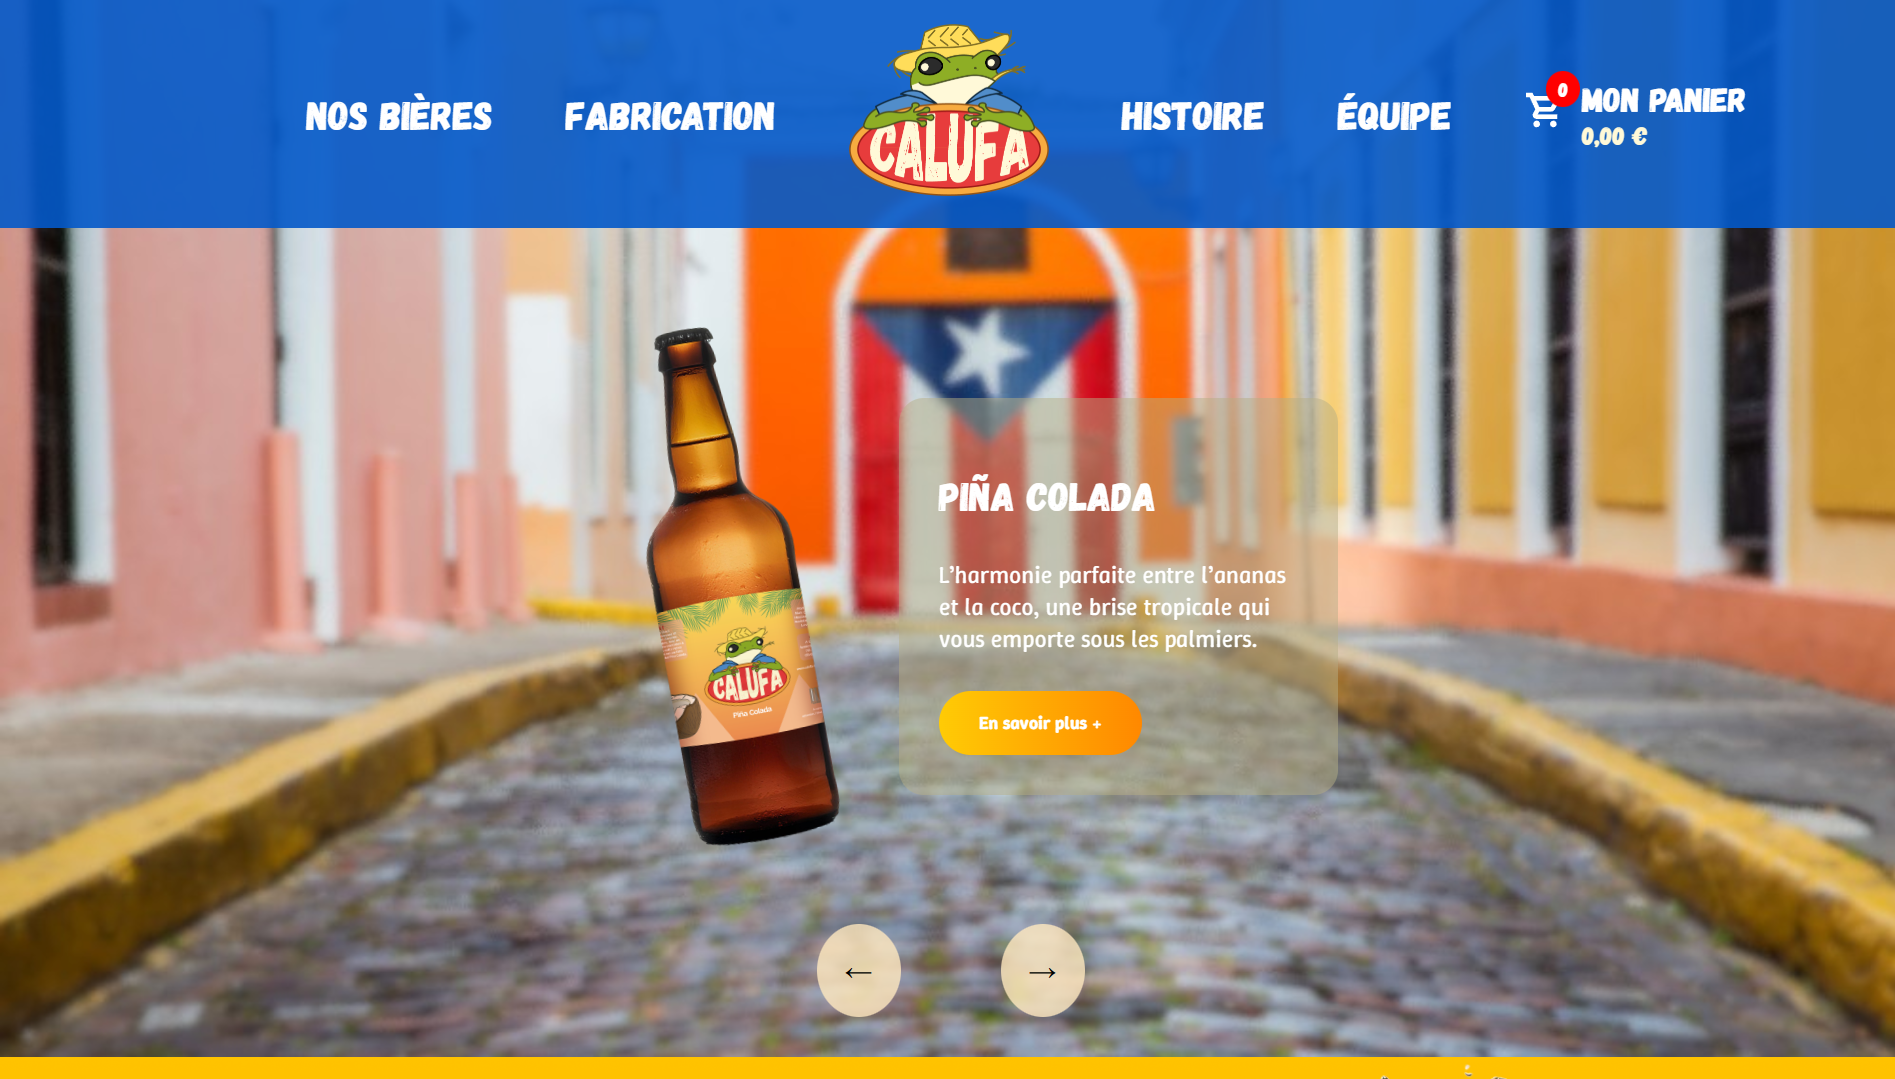 NOS BIÈRES
FABRICATION
CALUFA
HISTOIRE
ÉQUIPE
0
MON PANIER
0,00 €
PIÑA COLADA
L’harmonie parfaite entre l’ananas
et la coco, une brise tropicale qui
vous emporte sous les palmiers.
En savoir plus +
CALUFA
Piña Colada
← →